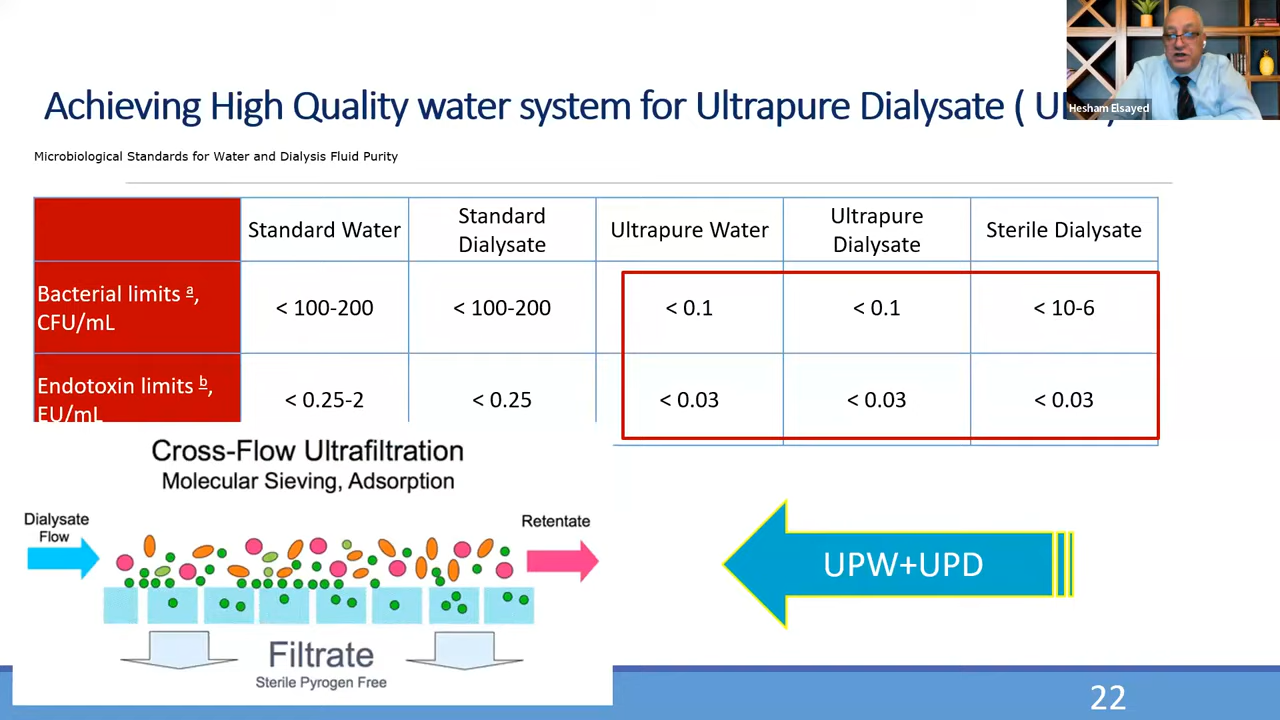 Achieving High Quality water system for Ultrapure Dialysate (
Hesham Elsayed
Microbiological Standards for Water and Dialysis Fluid Purity
Standard Water
Standard
Dialysate
Ultrapure Water
Ultrapure
Dialysate
Sterile Dialysate
Bacterial limits a,
CFU/mL
< 100-200
< 100-200
< 0.1
< 0.1
< 10-6
Endotoxin limits b,
EU/mL
< 0.25-2
< 0.25
< 0.03
< 0.03
< 0.03
Cross-Flow Ultrafiltration
Molecular Sieving, Adsorption
Dialysate
Flow
Retentate
Filtrate
Sterile Pyrogen Free
UPW+UPD
22